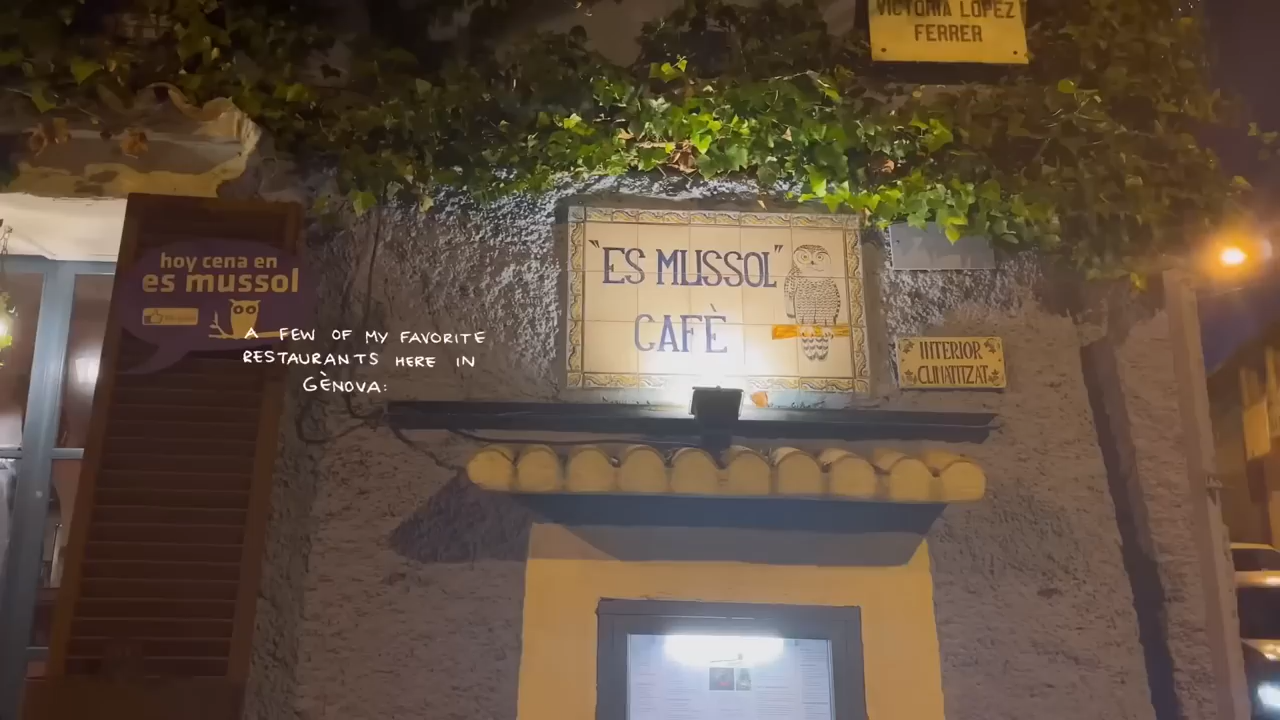 VICTORIA LOPEZ
FERRER
"ES MUSSOL"
CAFÈ
INTERIOR
CLIMATITZAT
hoy cena en
es mussol
A FEW OF MY FAVORITE
RESTAURANTS HERE IN
GÈNOVA: